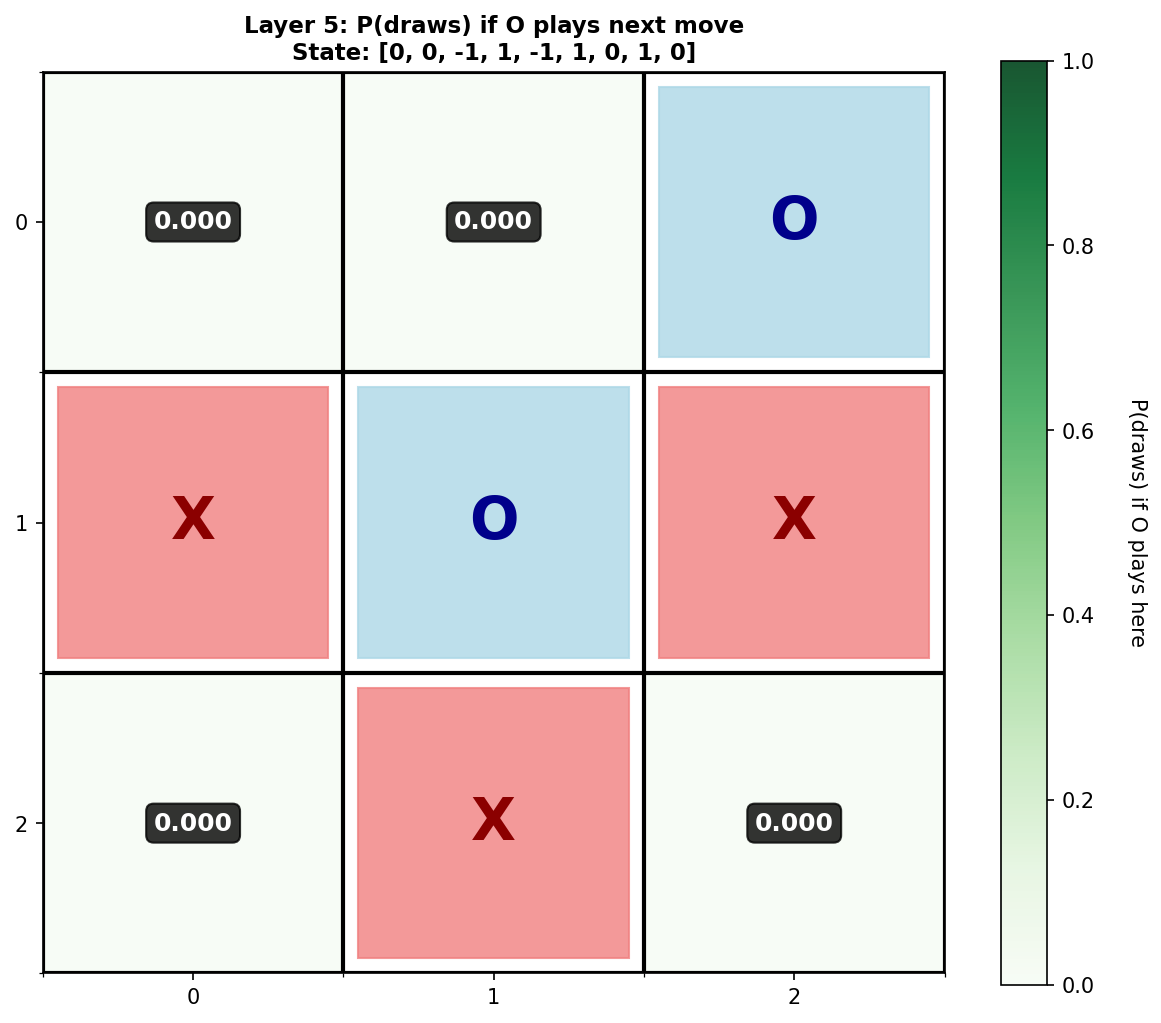 Layer 5: P(draws) if O plays next move
State: [0, 0, -1, 1, -1, 1, 0, 1, 0]
0
0.000
0.000
O
1
X
O
X
2
0.000
X
0.000
0
1
2
1.0
0.8
0.6
0.4
0.2
0.0
P(draws) if O plays here